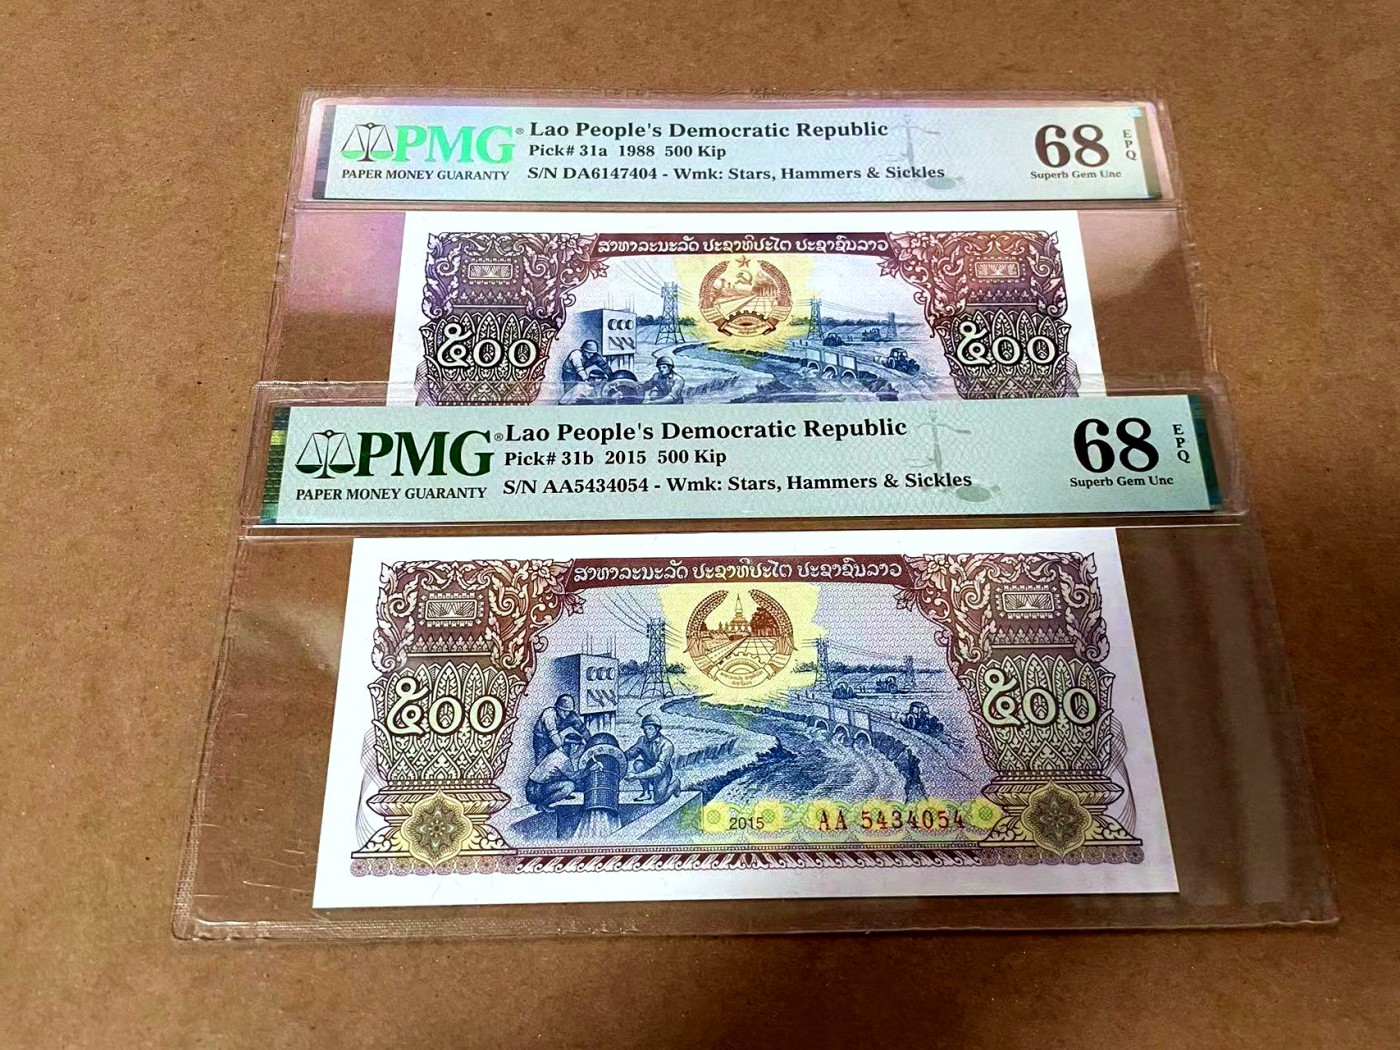 PMG®
PAPER MONEY GUARANTY
Lao People's Democratic Republic
Pick# 31a 1988 500 Kip
S/N DA6147404 - Wmk: Stars, Hammers & Sickles
68
EPQ
Superb Gem Unc
ສາທາລະນະລັດ ປະຊາທິປະໄຕ ປະຊາຊົນລາວ
໕໐໐ ໕໐໐
PMG®
PAPER MONEY GUARANTY
Lao People's Democratic Republic
Pick# 31b 2015 500 Kip
S/N AA5434054 - Wmk: Stars, Hammers & Sickles
68
EPQ
Superb Gem Unc
ສາທາລະນະລັດ ປະຊາທິປະໄຕ ປະຊາຊົນລາວ
໕໐໐ ໕໐໐
2015 AA 5434054